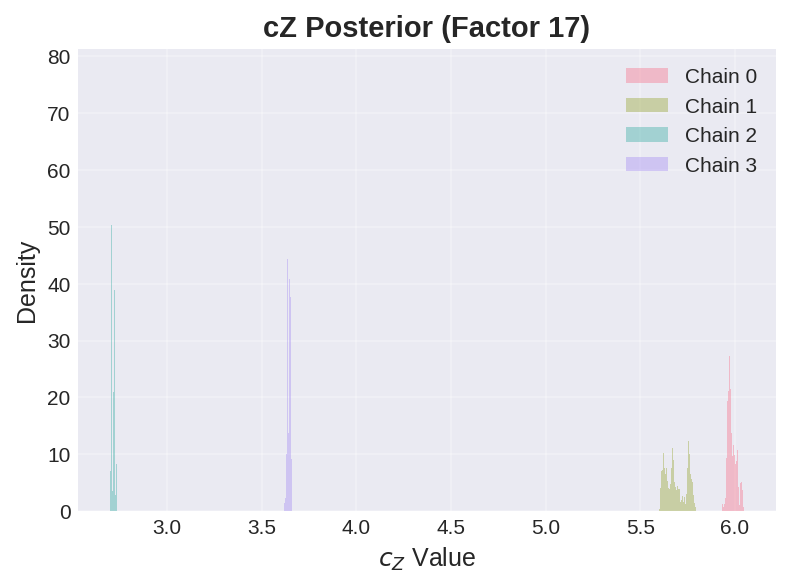 cZ Posterior (Factor 17)
80
70
60
50
40
30
20
10
0
Density
Chain 0
Chain 1
Chain 2
Chain 3
3.0 3.5 4.0 4.5 5.0 5.5 6.0
c_Z Value